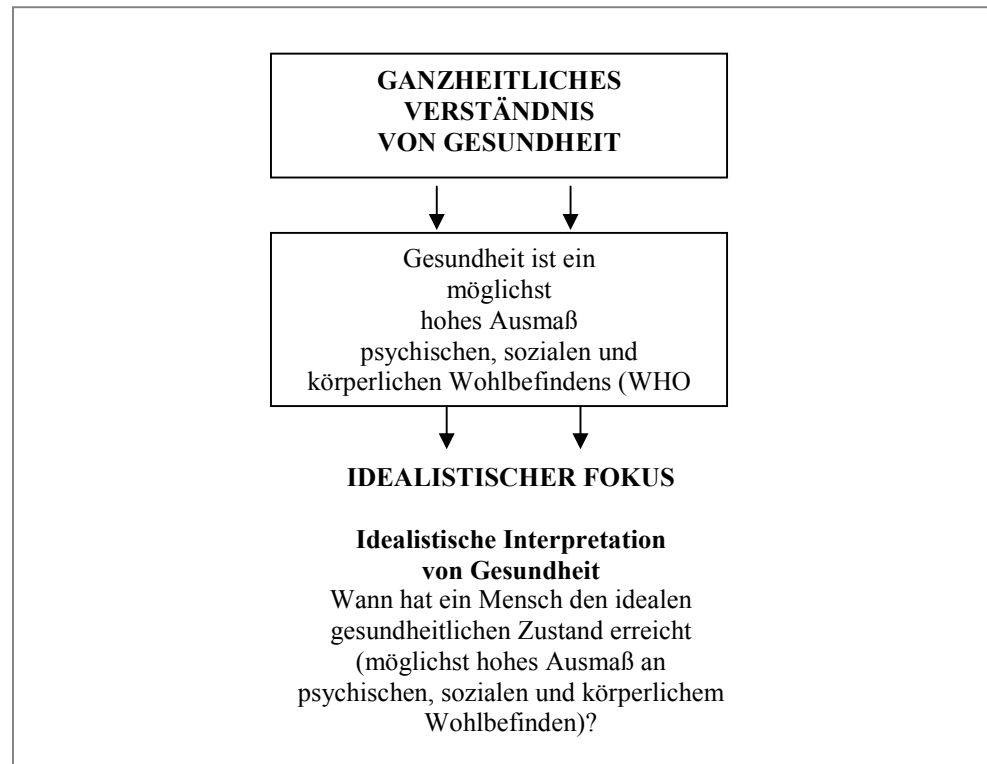 GANZHEITLICHES
VERSTÄNDNIS
VON GESUNDHEIT
Gesundheit ist ein
möglichst
hohes Ausmaß
psychischen, sozialen und
körperlichen Wohlbefindens (WHO
IDEALISTISCHER FOKUS
Idealistische Interpretation
von Gesundheit
Wann hat ein Mensch den idealen
gesundheitlichen Zustand erreicht
(möglichst hohes Ausmaß an
psychischen, sozialen und körperlichem
Wohlbefinden)?